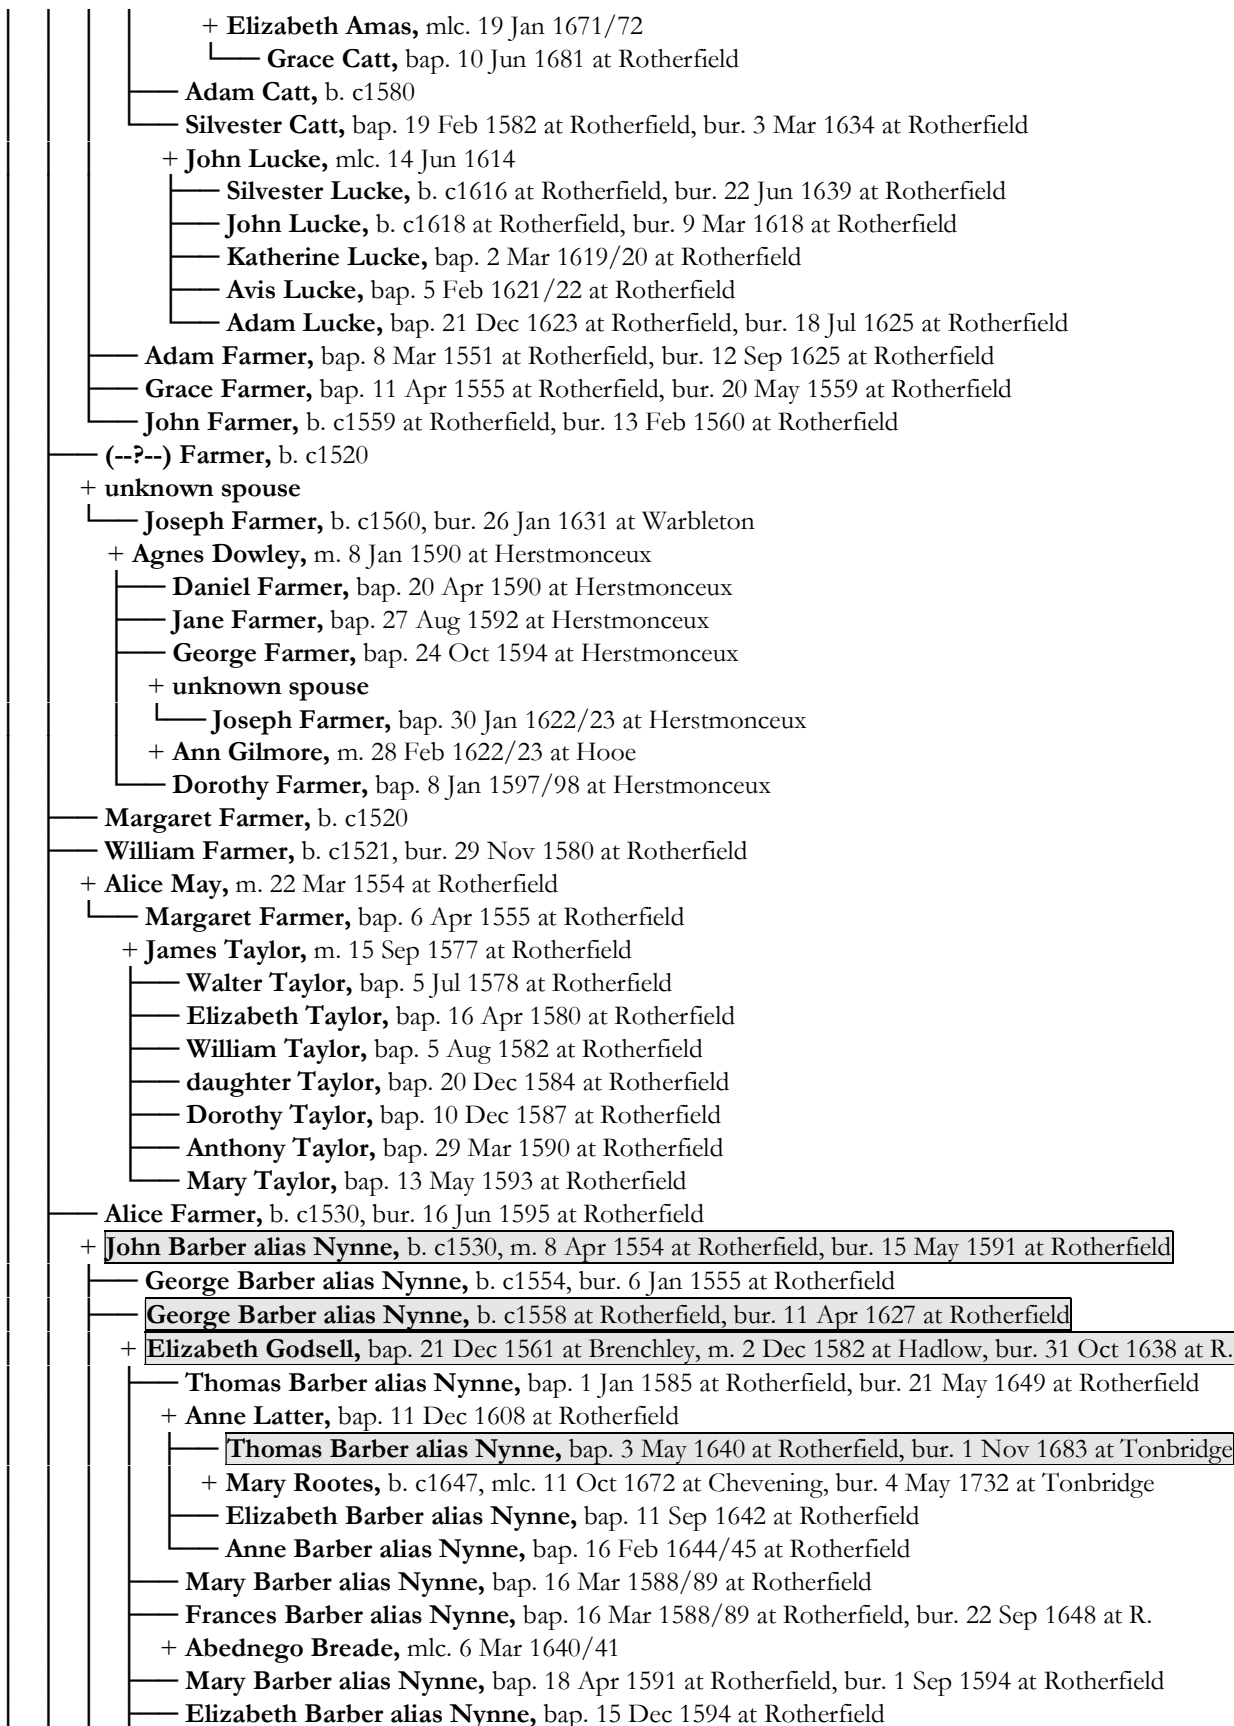 + Elizabeth Amas, mlc. 19 Jan 1671/72
Grace Catt, bap. 10 Jun 1681 at Rotherfield
Adam Catt, b. c1580
Silvester Catt, bap. 19 Feb 1582 at Rotherfield, bur. 3 Mar 1634 at Rotherfield
+ John Lucke, mlc. 14 Jun 1614
Silvester Lucke, b. c1616 at Rotherfield, bur. 22 Jun 1639 at Rotherfield
John Lucke, b. c1618 at Rotherfield, bur. 9 Mar 1618 at Rotherfield
Katherine Lucke, bap. 2 Mar 1619/20 at Rotherfield
Avis Lucke, bap. 5 Feb 1621/22 at Rotherfield
Adam Lucke, bap. 21 Dec 1623 at Rotherfield, bur. 18 Jul 1625 at Rotherfield
Adam Farmer, bap. 8 Mar 1551 at Rotherfield, bur. 12 Sep 1625 at Rotherfield
Grace Farmer, bap. 11 Apr 1555 at Rotherfield, bur. 20 May 1559 at Rotherfield
John Farmer, b. c1559 at Rotherfield, bur. 13 Feb 1560 at Rotherfield
(--?--) Farmer, b. c1520
+ unknown spouse
Joseph Farmer, b. c1560, bur. 26 Jan 1631 at Warbleton
+ Agnes Dowley, m. 8 Jan 1590 at Herstmonceux
Daniel Farmer, bap. 20 Apr 1590 at Herstmonceux
Jane Farmer, bap. 27 Aug 1592 at Herstmonceux
George Farmer, bap. 24 Oct 1594 at Herstmonceux
+ unknown spouse
Joseph Farmer, bap. 30 Jan 1622/23 at Herstmonceux
+ Ann Gilmore, m. 28 Feb 1622/23 at Hooe
Dorothy Farmer, bap. 8 Jan 1597/98 at Herstmonceux
Margaret Farmer, b. c1520
William Farmer, b. c1521, bur. 29 Nov 1580 at Rotherfield
+ Alice May, m. 22 Mar 1554 at Rotherfield
Margaret Farmer, bap. 6 Apr 1555 at Rotherfield
+ James Taylor, m. 15 Sep 1577 at Rotherfield
Walter Taylor, bap. 5 Jul 1578 at Rotherfield
Elizabeth Taylor, bap. 16 Apr 1580 at Rotherfield
William Taylor, bap. 5 Aug 1582 at Rotherfield
daughter Taylor, bap. 20 Dec 1584 at Rotherfield
Dorothy Taylor, bap. 10 Dec 1587 at Rotherfield
Anthony Taylor, bap. 29 Mar 1590 at Rotherfield
Mary Taylor, bap. 13 May 1593 at Rotherfield
Alice Farmer, b. c1530, bur. 16 Jun 1595 at Rotherfield
+ John Barber alias Nynne, b. c1530, m. 8 Apr 1554 at Rotherfield, bur. 15 May 1591 at Rotherfield
George Barber alias Nynne, b. c1554, bur. 6 Jan 1555 at Rotherfield
George Barber alias Nynne, b. c1558 at Rotherfield, bur. 11 Apr 1627 at Rotherfield
+ Elizabeth Godsell, bap. 21 Dec 1561 at Brenchley, m. 2 Dec 1582 at Hadlow, bur. 31 Oct 1638 at R.
Thomas Barber alias Nynne, bap. 1 Jan 1585 at Rotherfield, bur. 21 May 1649 at Rotherfield
+ Anne Latter, bap. 11 Dec 1608 at Rotherfield
Thomas Barber alias Nynne, bap. 3 May 1640 at Rotherfield, bur. 1 Nov 1683 at Tonbridge
+ Mary Rootes, b. c1647, mlc. 11 Oct 1672 at Chevening, bur. 4 May 1732 at Tonbridge
Elizabeth Barber alias Nynne, bap. 11 Sep 1642 at Rotherfield
Anne Barber alias Nynne, bap. 16 Feb 1644/45 at Rotherfield
Mary Barber alias Nynne, bap. 16 Mar 1588/89 at Rotherfield
Frances Barber alias Nynne, bap. 16 Mar 1588/89 at Rotherfield, bur. 22 Sep 1648 at R.
+ Abednego Breade, mlc. 6 Mar 1640/41
Mary Barber alias Nynne, bap. 18 Apr 1591 at Rotherfield, bur. 1 Sep 1594 at Rotherfield
Elizabeth Barber alias Nynne, bap. 15 Dec 1594 at Rotherfield